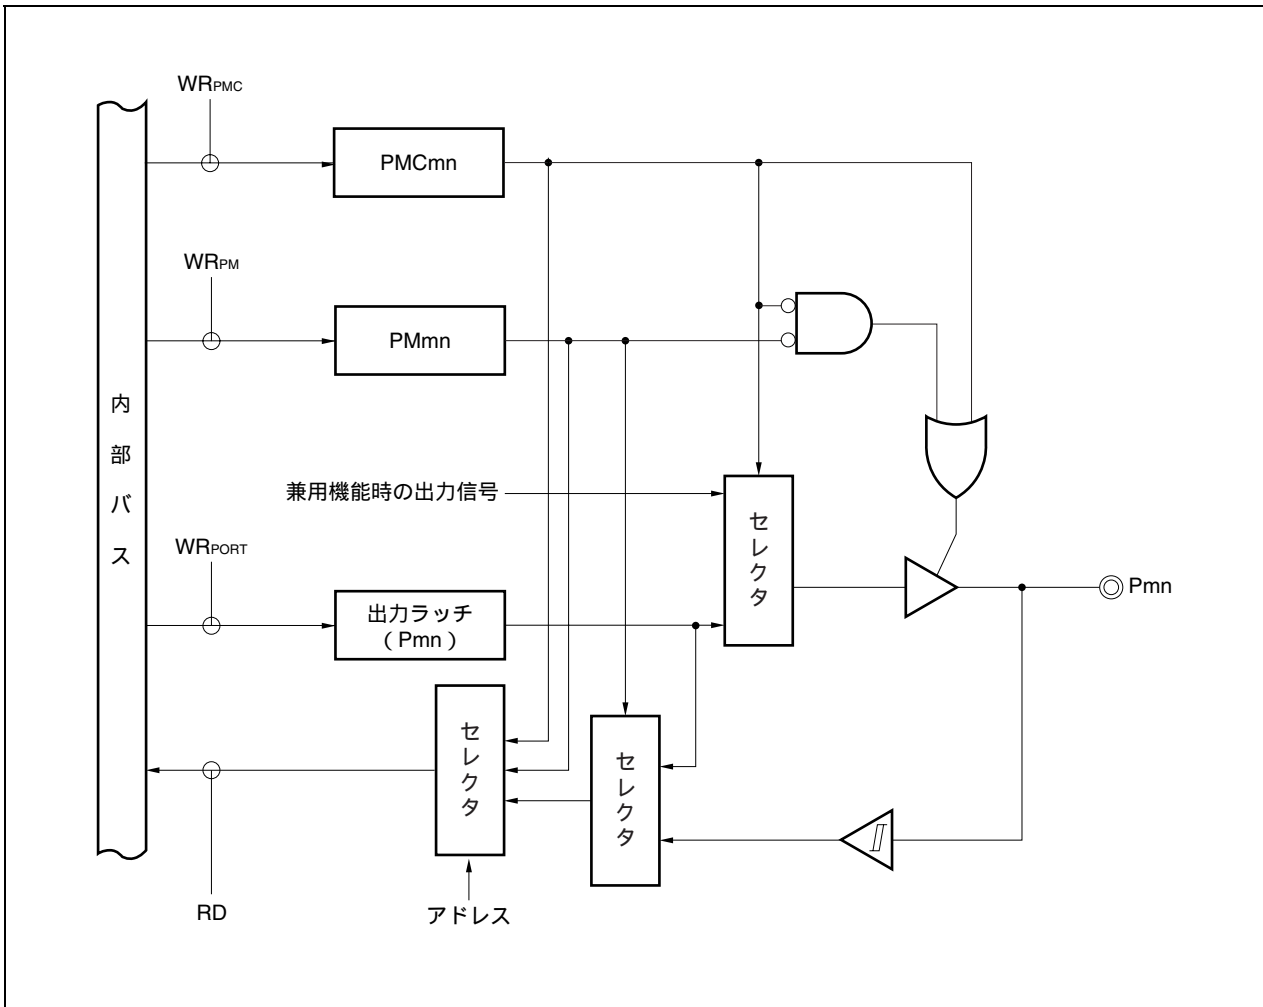 WRPMC
PMCmn
WRPM
PMmn
内部バス
兼用機能時の出力信号
セレクタ
WRPORT
出力ラッチ
（Pmn）
Pmn
セレクタ
セレクタ
RD
アドレス